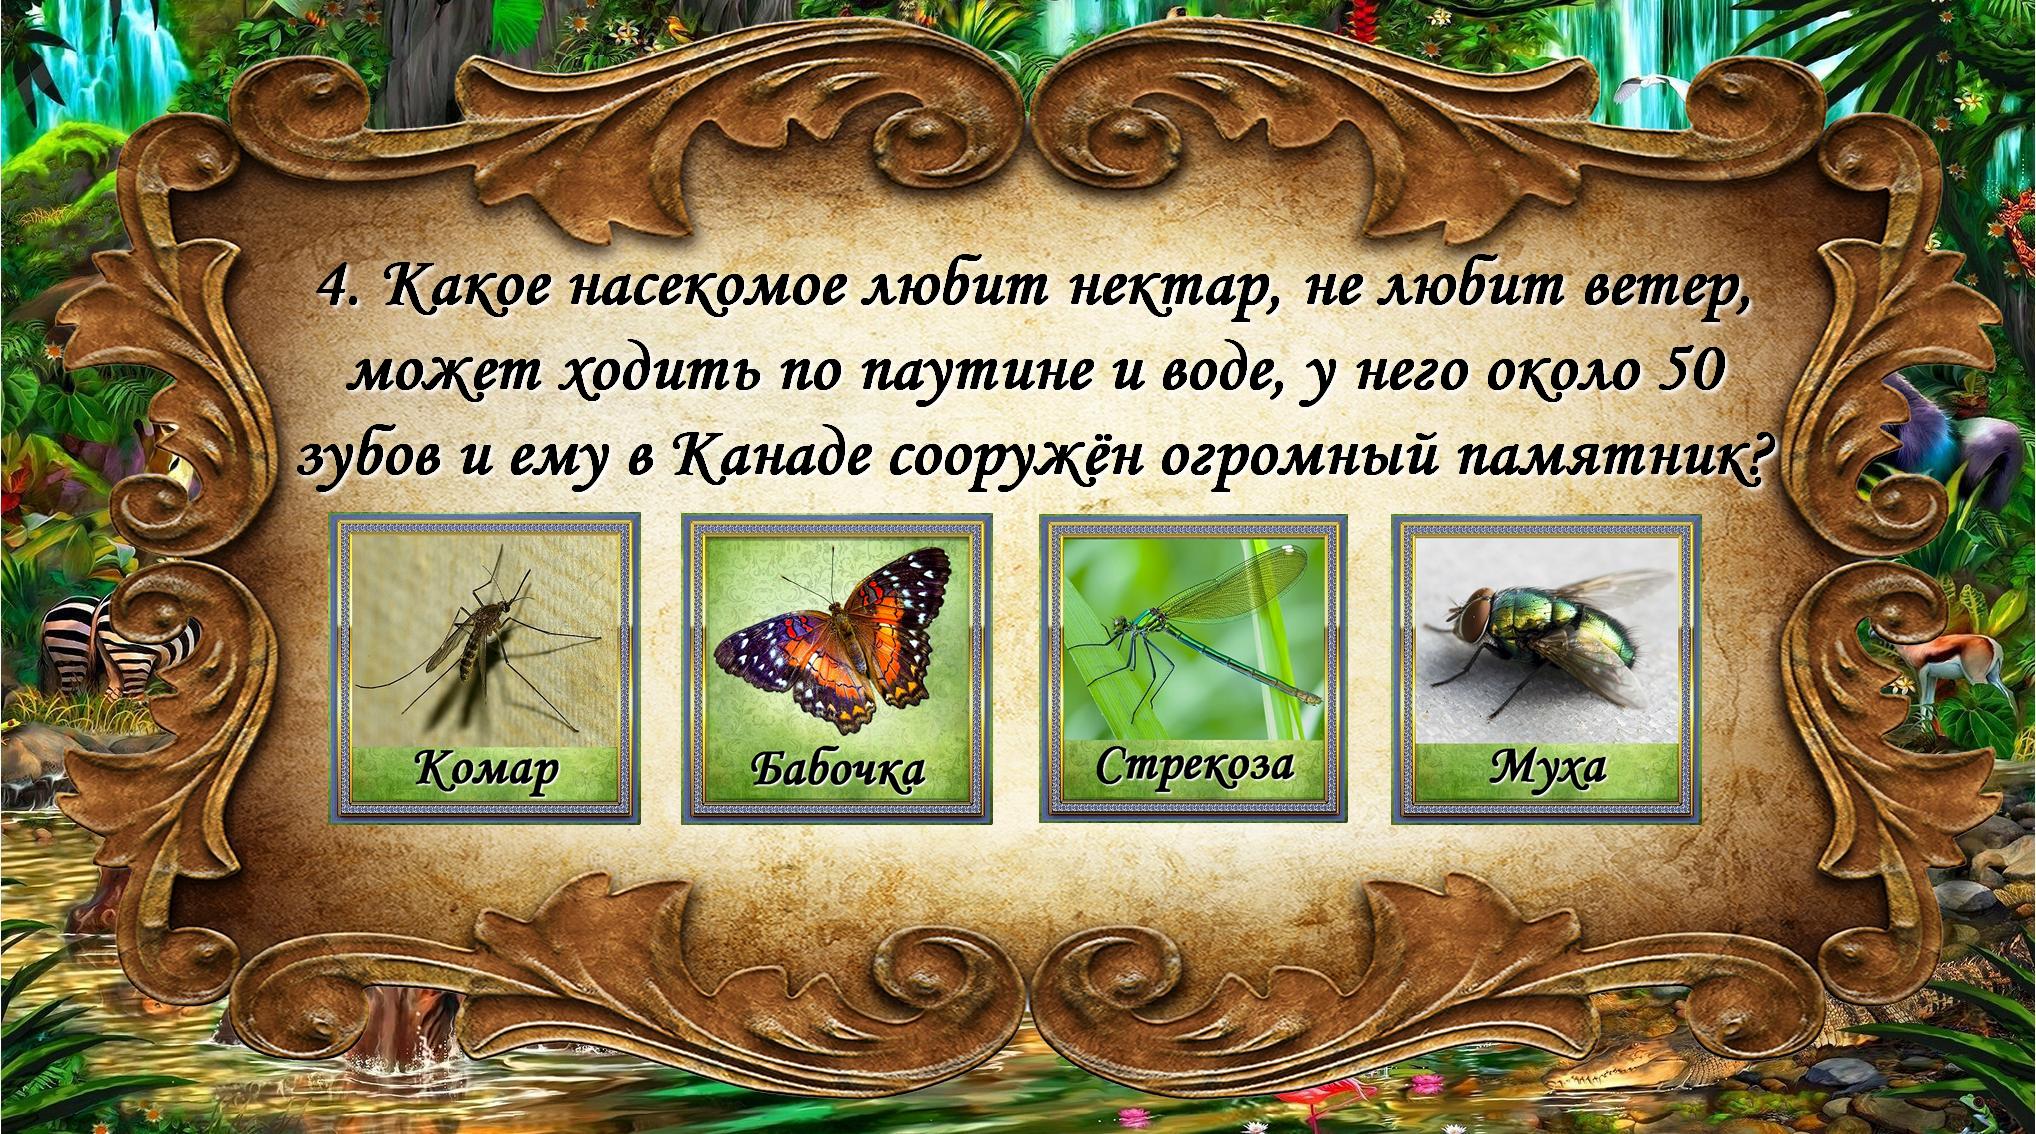 4. Какое насекомое любит нектар, не любит ветер,
может ходить по паутине и воде, у него около 50
зубов и ему в Канаде сооружён огромный памятник?
Комар
Бабочка
Стрекоза
Муха